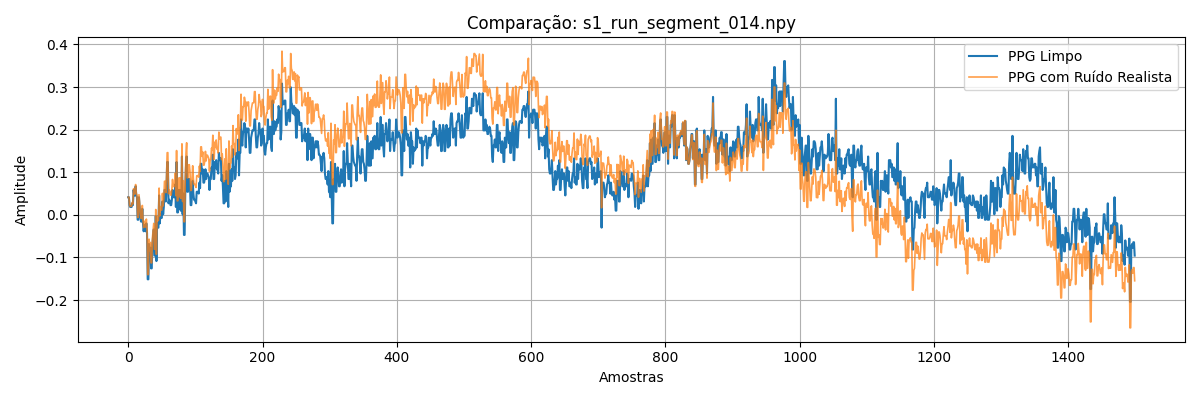 Comparação: s1_run_segment_014.npy
PPG Limpo
PPG com Ruído Realista
Amplitude
0.4
0.3
0.2
0.1
0.0
−0.1
−0.2
0 200 400 600 800 1000 1200 1400
Amostras